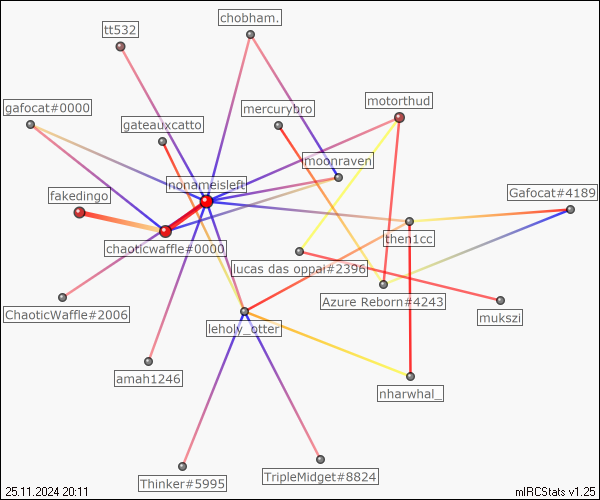 chobham.
tt532
gafocat#0000
mercurybro
motorthud
gateauxcatto
moonraven
nonameisleft
fakedingo
Gafocat#4189
then1cc
chaoticwaffle#0000
lucas das oppai#2396
Azure Reborn#4243
ChaoticWaffle#2006
mukszi
leholy_otter
amah1246
nharwhal_
Thinker#5995
TripleMidget#8824
25.11.2024 20:11
mIRCStats v1.25